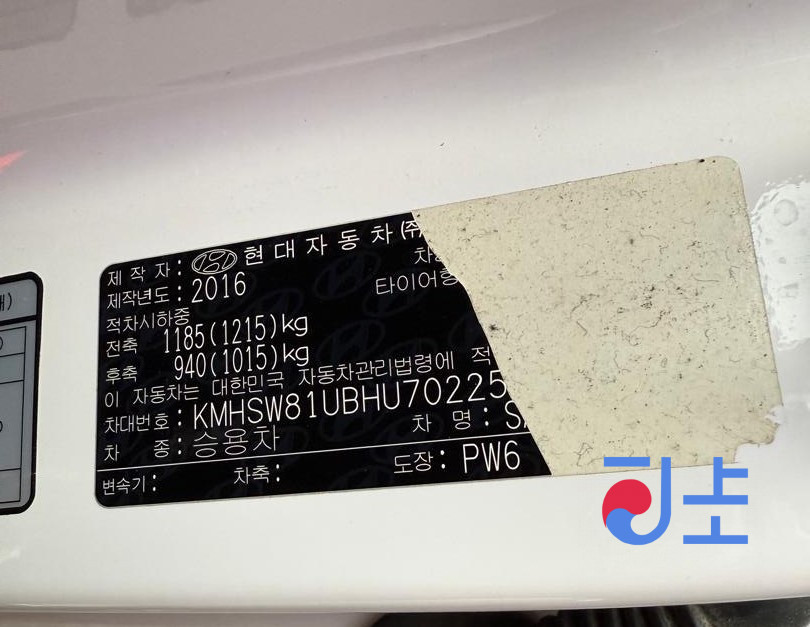 제 작 자 : 현 대 자 동 차 (주
차
제작년도 : 2016
타이어
적차시하중
전축 1185(1215)kg
후축 940(1015)kg
이 자동차는 대한민국 자동차관리법령에 적
차대번호 : KMHSW81UBHU70225
차 종 : 승용차 차 명 : S
변속기 : 차축 : 도장 : PW6